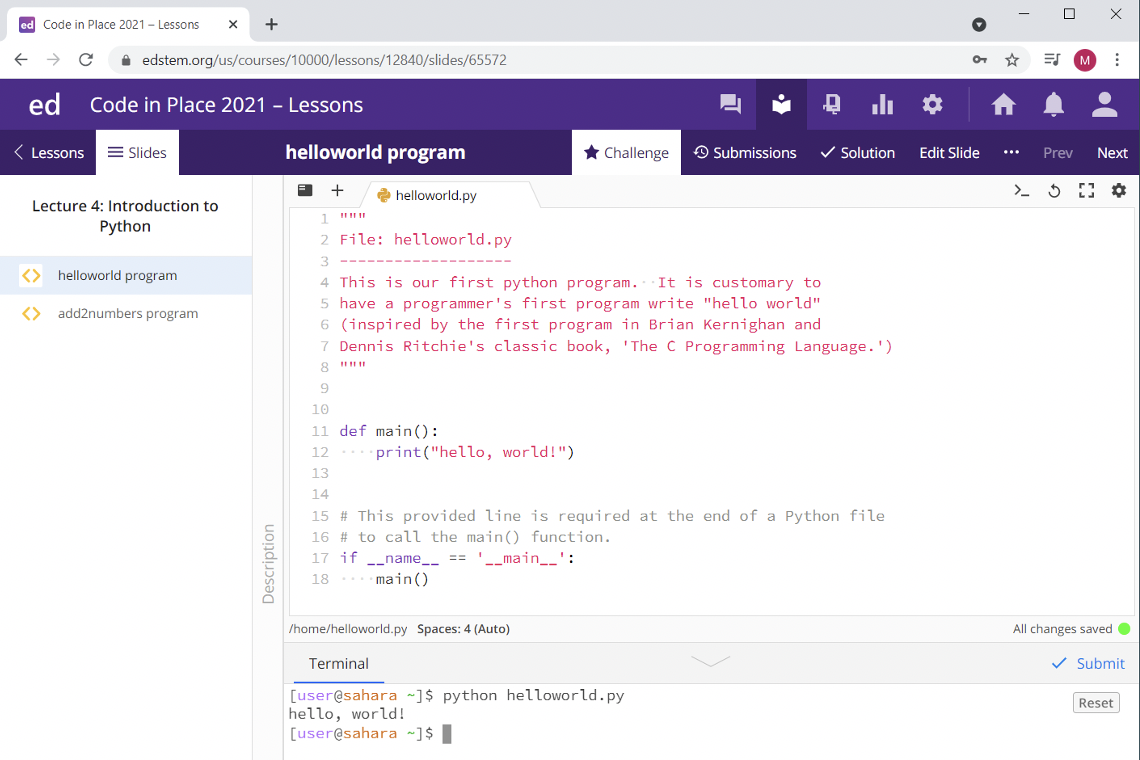 ed Code in Place 2021 – Lessons
edstem.org/us/courses/10000/lessons/12840/slides/65572
M
ed Code in Place 2021 – Lessons
Lessons Slides helloworld program Challenge Submissions Solution Edit Slide ••• Prev Next
Lecture 4: Introduction to
Python
helloworld program
add2numbers program
Description
helloworld.py
1 """
2 File: helloworld.py
3 -------------------
4 This is our first python program.  It is customary to
5 have a programmer's first program write "hello world"
6 (inspired by the first program in Brian Kernighan and
7 Dennis Ritchie's classic book, 'The C Programming Language.')
8 """
9
10
11 def main():
12     print("hello, world!")
13
14
15 # This provided line is required at the end of a Python file
16 # to call the main() function.
17 if __name__ == '__main__':
18     main()
/home/helloworld.py Spaces: 4 (Auto) All changes saved
Terminal Submit
[user@sahara ~]$ python helloworld.py
Reset
hello, world!
[user@sahara ~]$